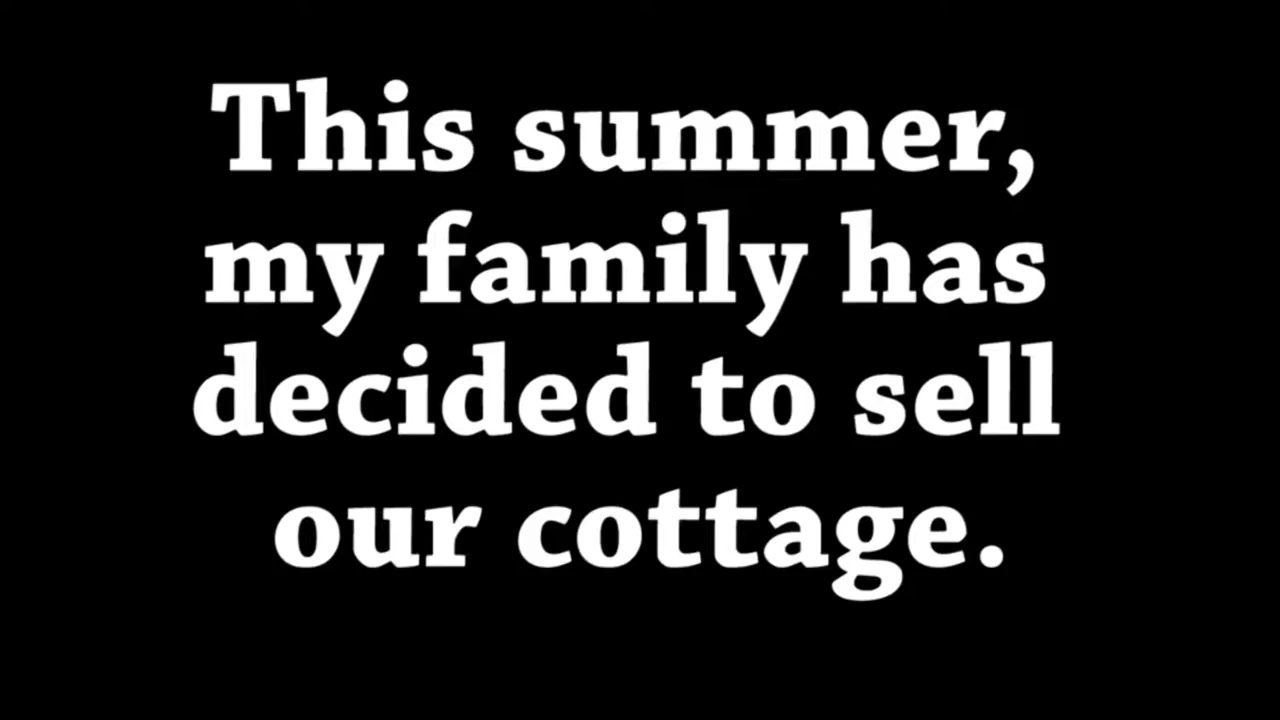 This summer,
my family has
decided to sell
our cottage.